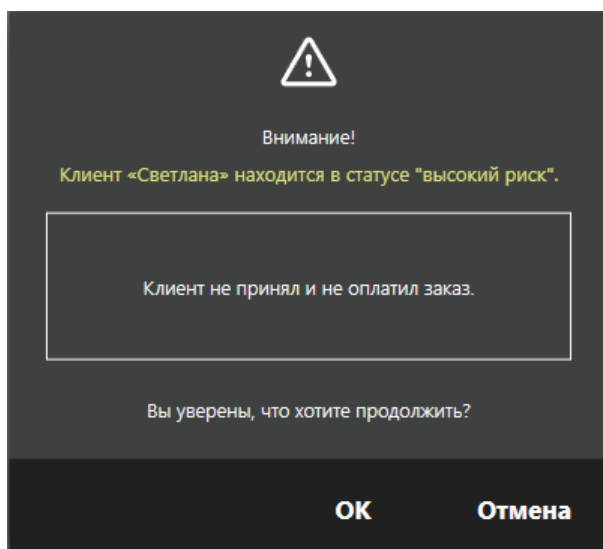 Внимание!
Клиент «Светлана» находится в статусе "высокий риск".
Клиент не принял и не оплатил заказ.
Вы уверены, что хотите продолжить?
ОК
Отмена